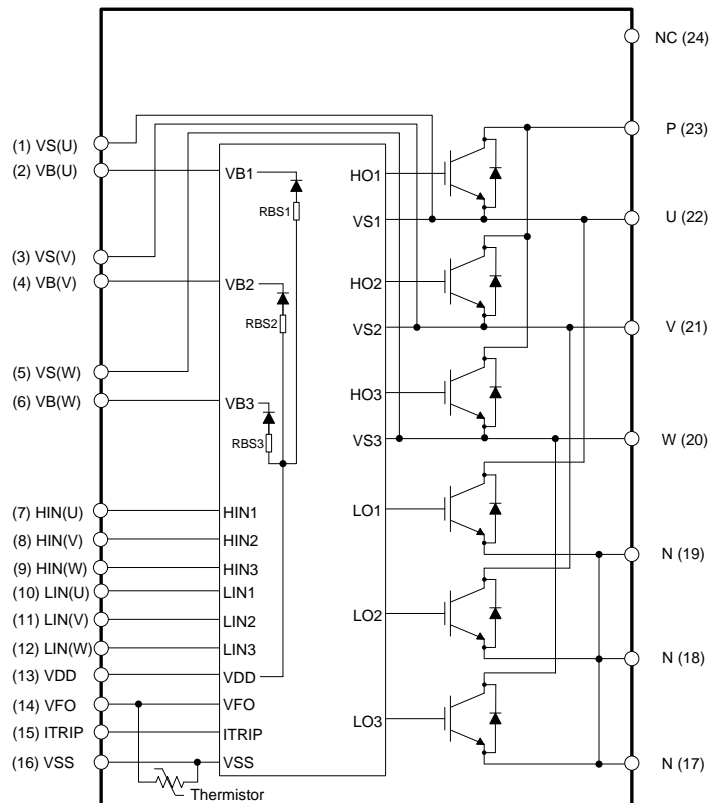 NC (24)
P (23)
(1) VS(U)
(2) VB(U)
VB1
HO1
RBS1
VS1
U (22)
(3) VS(V)
(4) VB(V)
VB2
HO2
RBS2
VS2
V (21)
(5) VS(W)
(6) VB(W)
VB3
HO3
RBS3
VS3
W (20)
(7) HIN(U)
HIN1
LO1
(8) HIN(V)
HIN2
(9) HIN(W)
HIN3
N (19)
(10) LIN(U)
LIN1
(11) LIN(V)
LIN2
LO2
(12) LIN(W)
LIN3
N (18)
(13) VDD
VDD
(14) VFO
VFO
LO3
(15) ITRIP
ITRIP
(16) VSS
VSS
N (17)
Thermistor